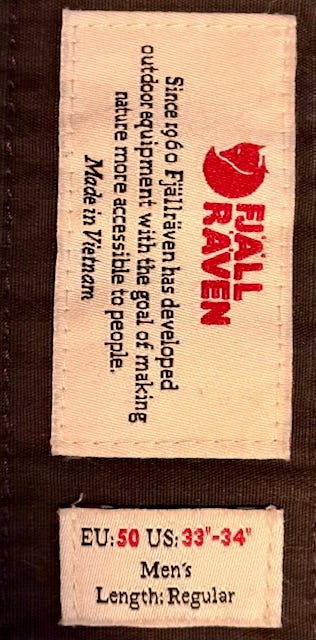 FJÄLL
RÄVEN
Since 1960 Fjällräven has developed
outdoor equipment with the goal of making
nature more accessible to people.
Made in Vietnam
EU:50 US:33"-34"
Men's
Length: Regular